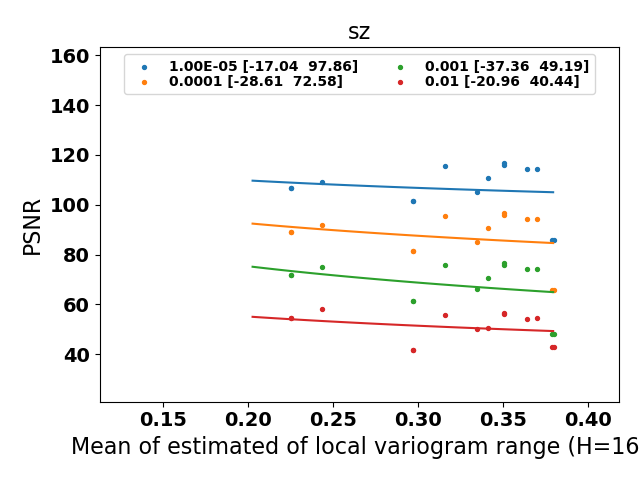 sz
160
1.00E-05 [-17.04  97.86]
0.0001 [-28.61  72.58]
0.001 [-37.36  49.19]
0.01 [-20.96  40.44]
140
120
100
80
60
40
PSNR
0.15 0.20 0.25 0.30 0.35 0.40
Mean of estimated of local variogram range (H=16